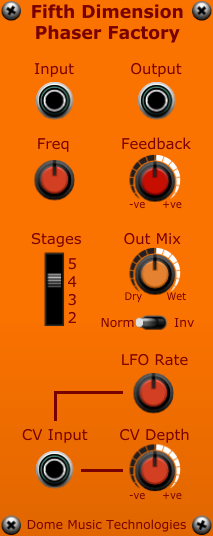 Fifth Dimension
Phaser Factory
Input Output
Freq Feedback
-ve +ve
Stages Out Mix
5
4
3
2
Dry Wet
Norm Inv
LFO Rate
CV Input CV Depth
-ve +ve
Dome Music Technologies